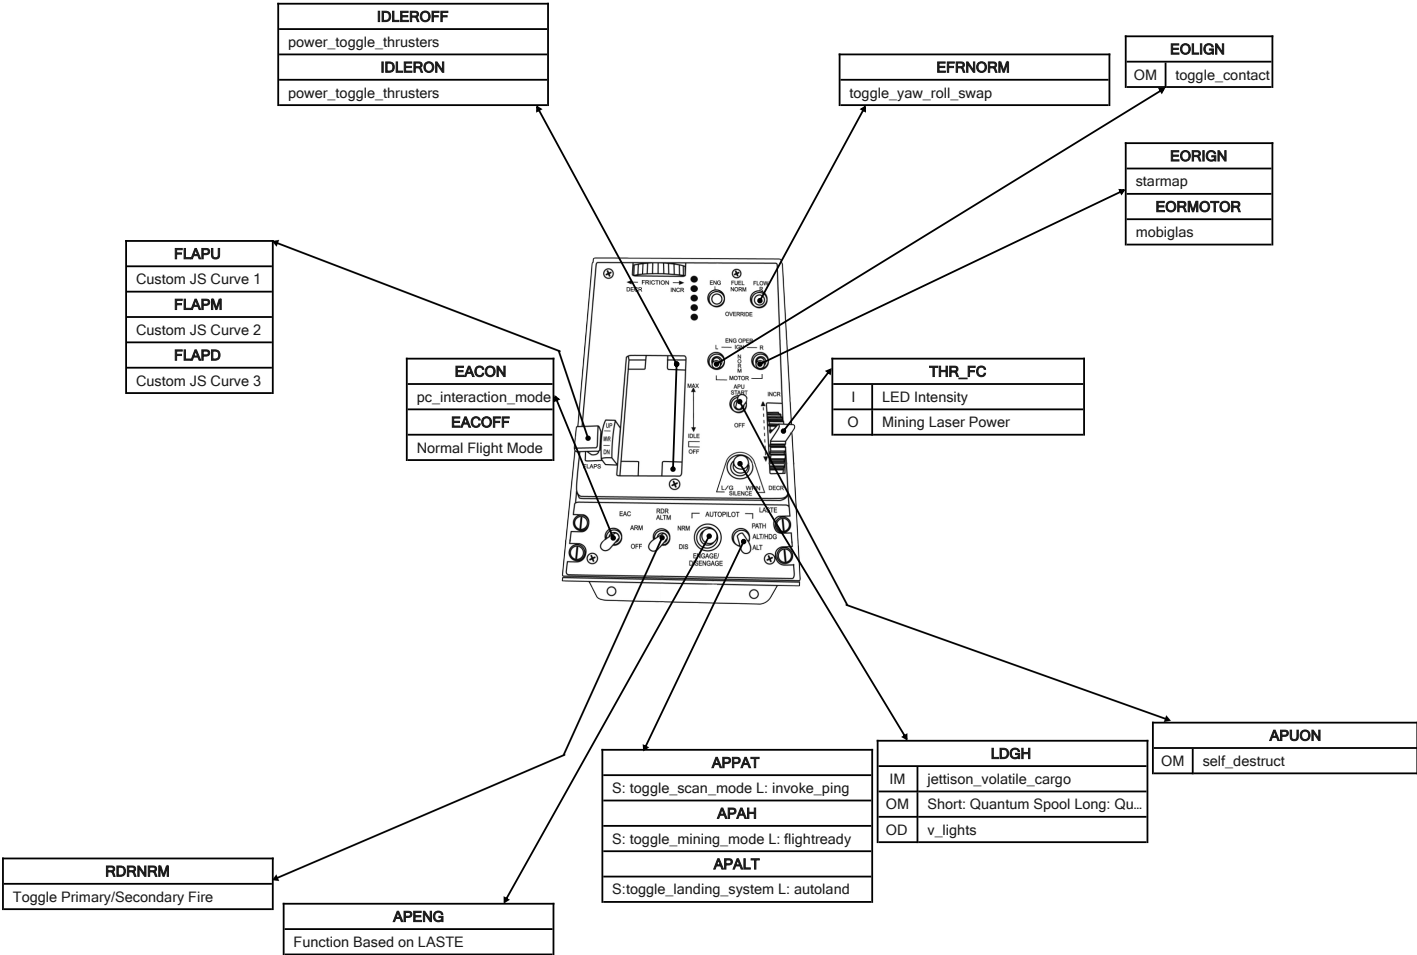 IDLEROFF
power_toggle_thrusters
IDLERON
power_toggle_thrusters
EFRNORM
toggle_yaw_roll_swap
EOLIGN
OM toggle_contact
EORIGN
starmap
EORMOTOR
mobiglas
FLAPU
Custom JS Curve 1
FLAPM
Custom JS Curve 2
FLAPD
Custom JS Curve 3
EACON
pc_interaction_mode
EACOFF
Normal Flight Mode
THR_FC
I LED Intensity
O Mining Laser Power
FRICTION
DECR INCR
ENG FUEL FLOW
L NORM R
OVERRIDE
ENG OPER
L IGN R
NORM
MOTOR
APU
START
OFF
INCR
DECR
MAX
IDLE
OFF
UP
MVR
DN
FLAPS
L/G WRN
SILENCE
EAC
ARM
OFF
RDR
ALTM
NRM
DIS
AUTOPILOT
ENGAGE/
DISENGAGE
LASTE
PATH
ALT/HDG
ALT
APPAT
S: toggle_scan_mode L: invoke_ping
APAH
S: toggle_mining_mode L: flightready
APALT
S:toggle_landing_system L: autoland
LDGH
IM jettison_volatile_cargo
OM Short: Quantum Spool Long: Qu...
OD v_lights
APUON
OM self_destruct
RDRNRM
Toggle Primary/Secondary Fire
APENG
Function Based on LASTE